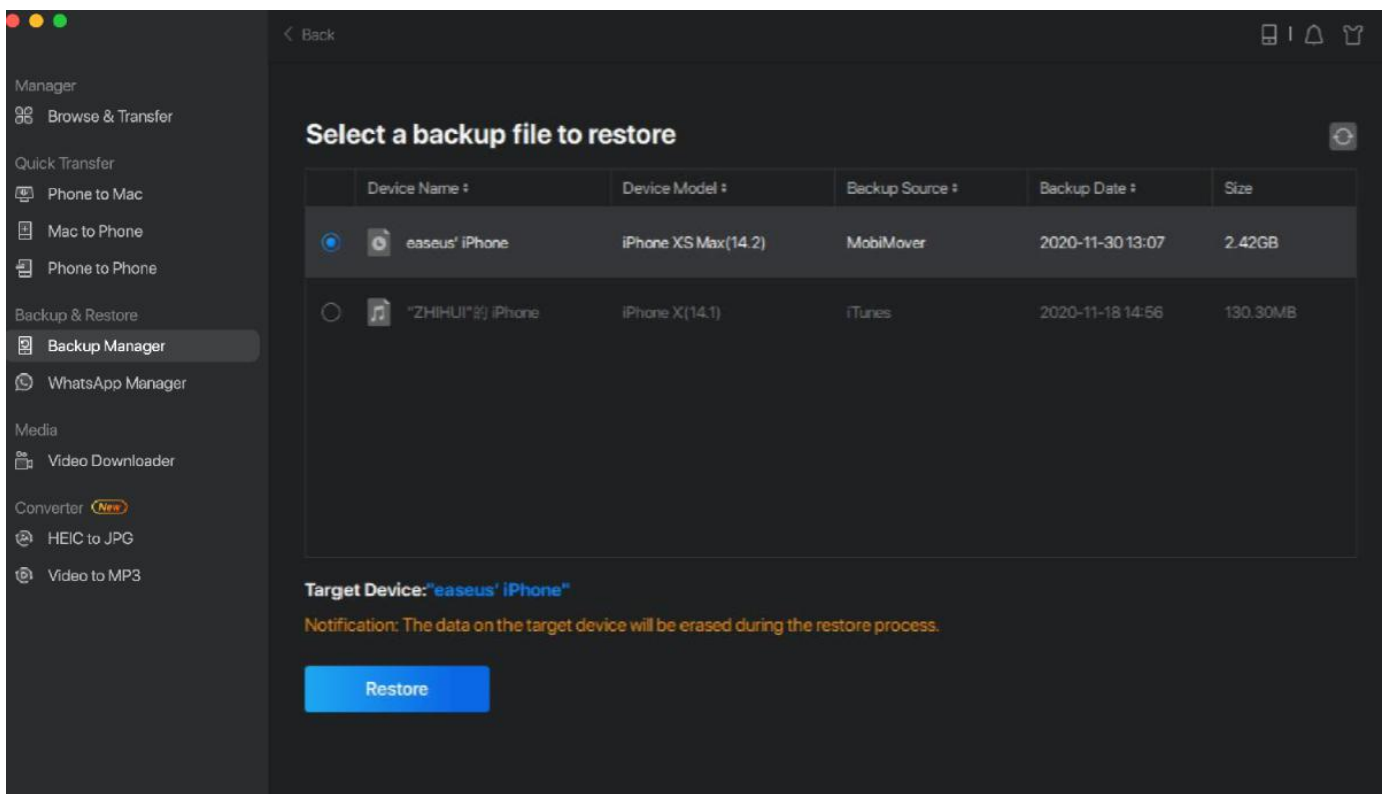 Back
Manager
Browse & Transfer
Quick Transfer
Phone to Mac
Mac to Phone
Phone to Phone
Backup & Restore
Backup Manager
WhatsApp Manager
Media
Video Downloader
Converter New
HEIC to JPG
Video to MP3
Select a backup file to restore
Device Name Device Model Backup Source Backup Date Size
easeus' iPhone iPhone XS Max(14.2) MobiMover 2020-11-30 13:07 2.42GB
"ZHIHUI"的 iPhone iPhone X(14.1) iTunes 2020-11-18 14:56 130.30MB
Target Device:"easeus' iPhone"
Notification: The data on the target device will be erased during the restore process.
Restore